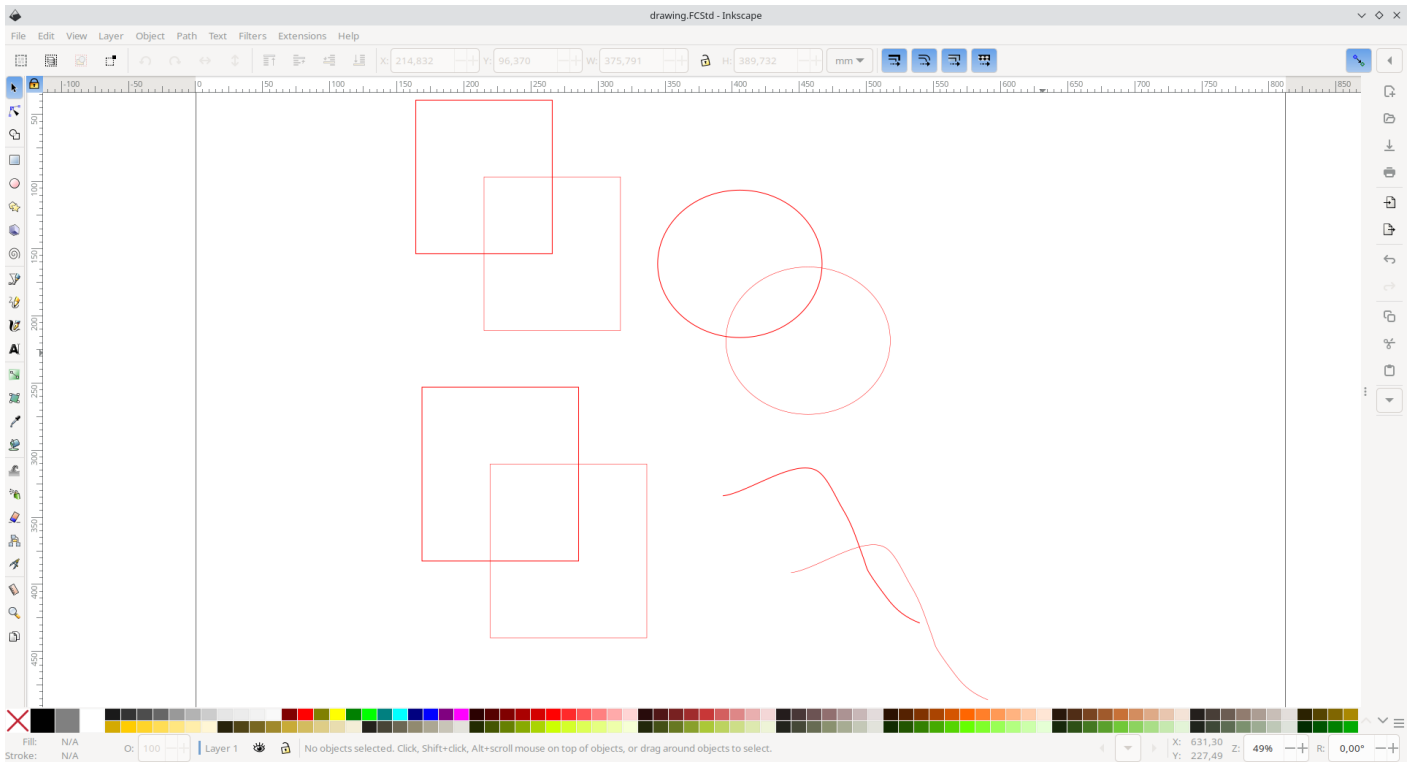 drawing.FCStd - Inkscape
File Edit View Layer Object Path Text Filters Extensions Help
X: 214,832 Y: 96,370 W: 375,791 H: 389,732 mm
-100 -50 0 50 100 150 200 250 300 350 400 450 500 550 600 650 700 750 800 850
50
100
150
200
250
300
350
400
450
Fill: N/A O: 100 Layer 1 No objects selected. Click, Shift+click, Alt+scroll mouse on top of objects, or drag around objects to select. X: 631,30 Z: 49% R: 0,00°
Stroke: N/A Y: 227,49